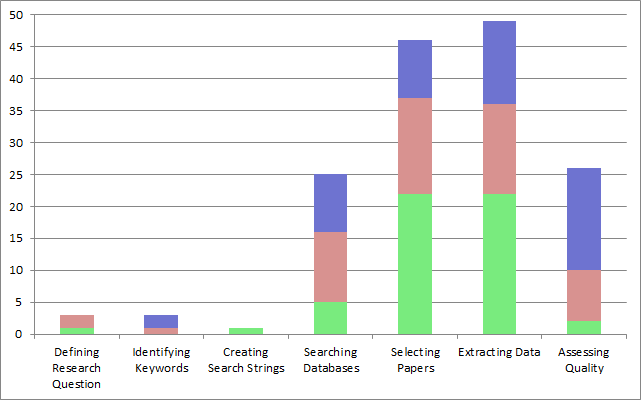 50
45
40
35
30
25
20
15
10
5
0
Defining
Research
Question
Identifying
Keywords
Creating
Search Strings
Searching
Databases
Selecting
Papers
Extracting Data
Assessing
Quality